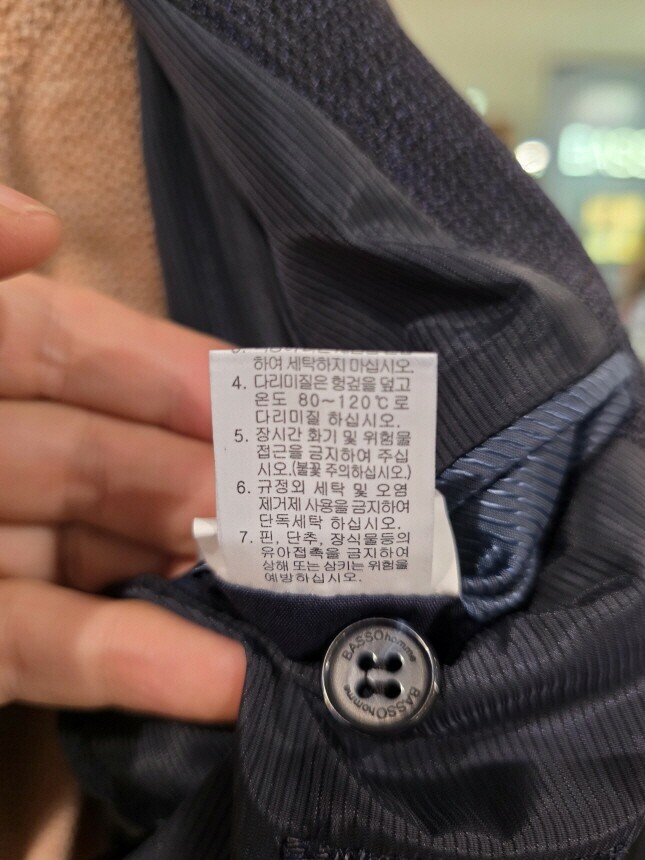 하여 세탁하지 마십시오.
4. 다리미질은 헝겊을 덮고
온도 80~120℃로
다리미질 하십시오.
5. 장시간 화기 및 위험물
접근을 금지하여 주십
시오.(불꽃 주의하십시오.)
6. 규정외 세탁 및 오염
제거제 사용을 금지하여
단독세탁 하십시오.
7. 핀, 단추, 장식물등의
유아접촉을 금지하여
상해 또는 삼키는 위험을
예방하십시오.
BASSO homme
BASSO homme